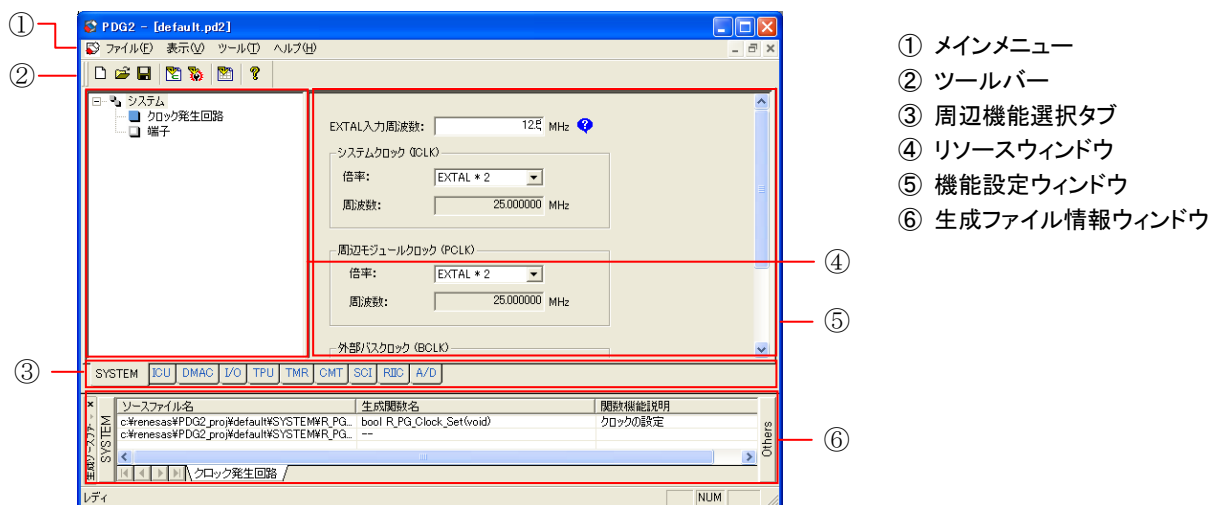 ①
PDG2 - [default.pd2]
ファイル(F) 表示(V) ツール(T) ヘルプ(H)
②
システム
クロック発生回路
端子
EXTAL入力周波数: 12.5 MHz
システムクロック (ICLK)
倍率: EXTAL * 2
周波数: 25.000000 MHz
周辺モジュールクロック (PCLK)
倍率: EXTAL * 2
周波数: 25.000000 MHz
外部バスクロック (BCLK)
④
⑤
③
SYSTEM ICU DMAC I/O TPU TMR CMT SCI RIIC A/D
ソースファイル名 生成関数名 関数機能説明
c:¥renesas¥PDG2_proj¥default¥SYSTEM¥R_PG... bool R_PG_Clock_Set(void) クロックの設定
c:¥renesas¥PDG2_proj¥default¥SYSTEM¥R_PG... --
SYSTEM
Others
⑥
クロック発生回路
レディ NUM
① メインメニュー
② ツールバー
③ 周辺機能選択タブ
④ リソースウィンドウ
⑤ 機能設定ウィンドウ
⑥ 生成ファイル情報ウィンドウ